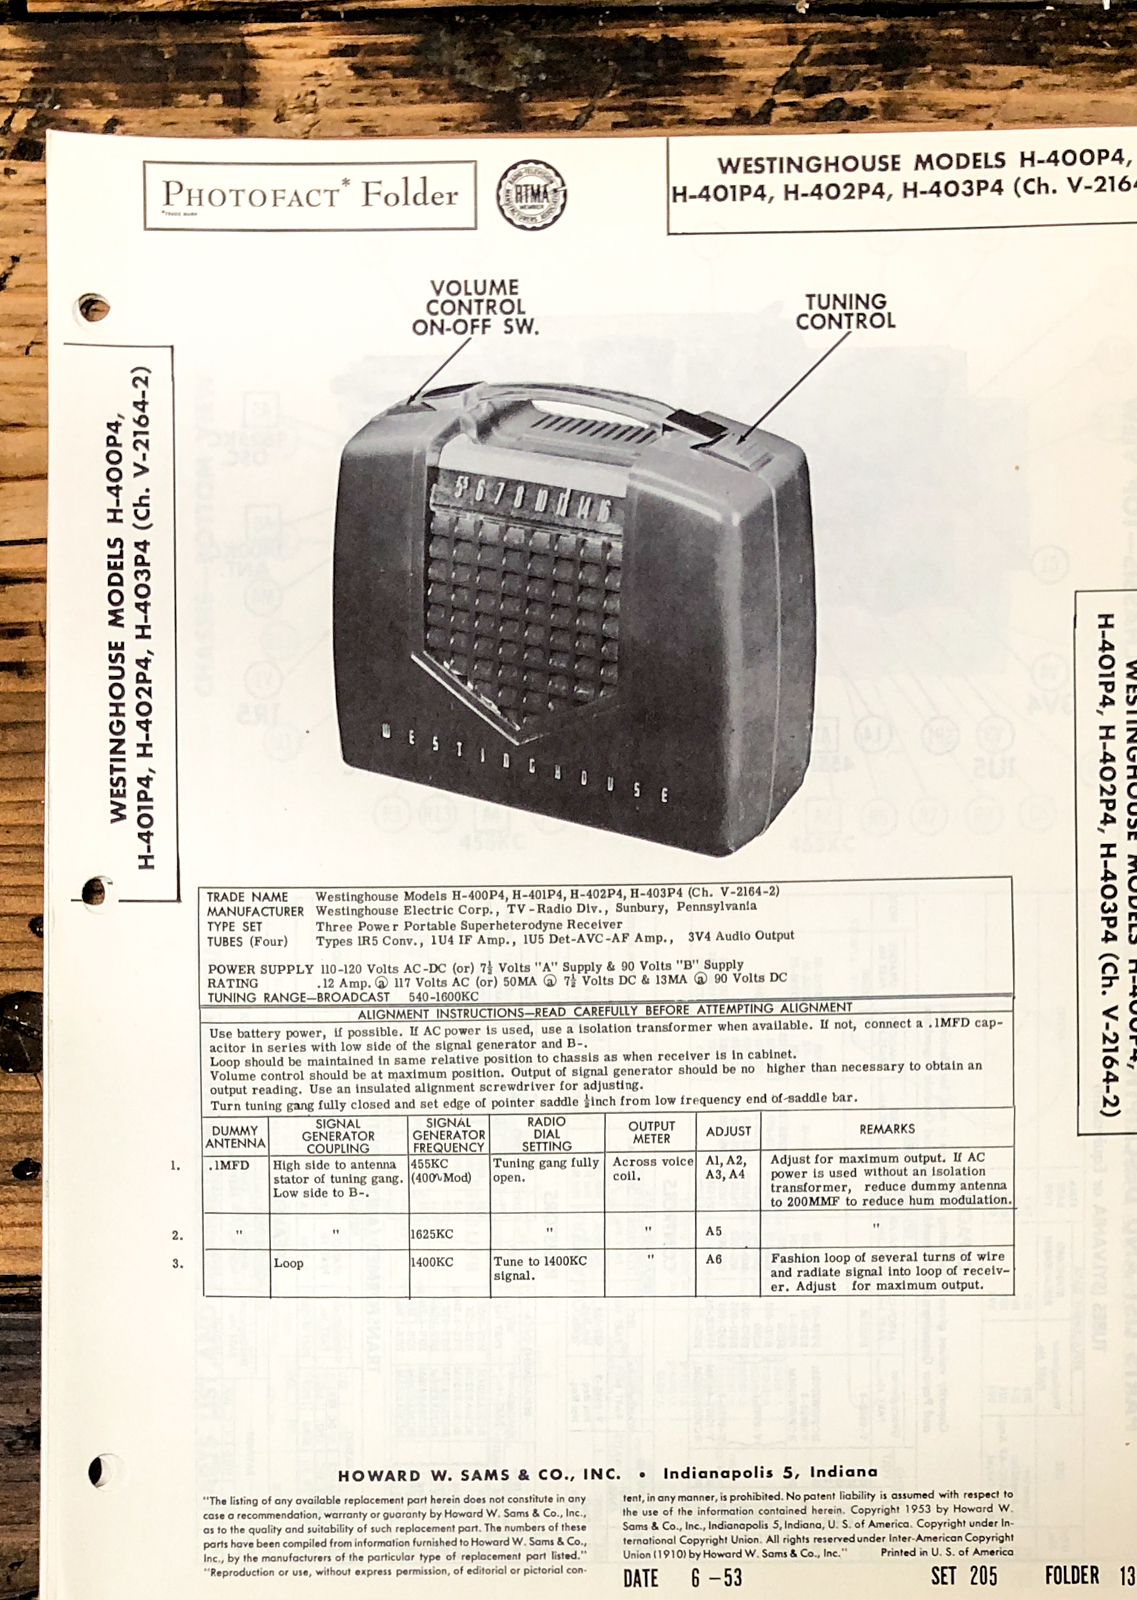 PHOTOFACT* Folder
*TRADE MARK
RADIO-TELEVISION
RTMA
MEMBER
MANUFACTURERS ASSOCIATION
WESTINGHOUSE MODELS H-400P4,
H-401P4, H-402P4, H-403P4 (Ch. V-2164
VOLUME
CONTROL
ON-OFF SW.
TUNING
CONTROL
WESTINGHOUSE MODELS H-400P4,
H-401P4, H-402P4, H-403P4 (Ch. V-2164-2)
5 6 7 8 10 12 14 16
WESTINGHOUSE
WESTINGHOUSE MODELS H-400P4,
H-401P4, H-402P4, H-403P4 (Ch. V-2164-2)
TRADE NAME Westinghouse Models H-400P4, H-401P4, H-402P4, H-403P4 (Ch. V-2164-2)
MANUFACTURER Westinghouse Electric Corp., TV-Radio Div., Sunbury, Pennsylvania
TYPE SET Three Power Portable Superheterodyne Receiver
TUBES (Four) Types 1R5 Conv., 1U4 IF Amp., 1U5 Det-AVC-AF Amp., 3V4 Audio Output
POWER SUPPLY 110-120 Volts AC-DC (or) 7½ Volts "A" Supply & 90 Volts "B" Supply
RATING .12 Amp. @ 117 Volts AC (or) 50MA @ 7½ Volts DC & 13MA @ 90 Volts DC
TUNING RANGE—BROADCAST 540-1600KC
ALIGNMENT INSTRUCTIONS—READ CAREFULLY BEFORE ATTEMPTING ALIGNMENT
Use battery power, if possible. If AC power is used, use a isolation transformer when available. If not, connect a .1MFD cap-
acitor in series with low side of the signal generator and B-.
Loop should be maintained in same relative position to chassis as when receiver is in cabinet.
Volume control should be at maximum position. Output of signal generator should be no higher than necessary to obtain an
output reading. Use an insulated alignment screwdriver for adjusting.
Turn tuning gang fully closed and set edge of pointer saddle inch from low frequency end of-saddle bar.
DUMMY ANTENNA SIGNAL GENERATOR COUPLING SIGNAL GENERATOR FREQUENCY RADIO DIAL SETTING OUTPUT METER ADJUST REMARKS
1. .1MFD High side to antenna 455KC Tuning gang fully Across voice A1, A2, Adjust for maximum output. If AC
stator of tuning gang. (400∿Mod) open. coil. A3, A4 power is used without an isolation
Low side to B-. transformer, reduce dummy antenna
to 200MMF to reduce hum modulation.
2. " " 1625KC " " A5 "
3. Loop 1400KC Tune to 1400KC " A6 Fashion loop of several turns of wire
signal. and radiate signal into loop of receiv-
er. Adjust for maximum output.
HOWARD W. SAMS & CO., INC. • Indianapolis 5, Indiana
"The listing of any available replacement part herein does not constitute in any
case a recommendation, warranty or guaranty by Howard W. Sams & Co., Inc.,
as to the quality and suitability of such replacement part. The numbers of these
parts have been compiled from information furnished to Howard W. Sams & Co.,
Inc., by the manufacturers of the particular type of replacement part listed."
"Reproduction or use, without express permission, of editorial or pictorial con-
tent, in any manner, is prohibited. No patent liability is assumed with respect to
the use of the information contained herein. Copyright 1953 by Howard W.
Sams & Co., Inc., Indianapolis 5, Indiana, U. S. of America. Copyright under In-
ternational Copyright Union. All rights reserved under Inter-American Copyright
Union (1910) by Howard W. Sams & Co., Inc." Printed in U. S. of America
DATE 6 -53 SET 205 FOLDER 13